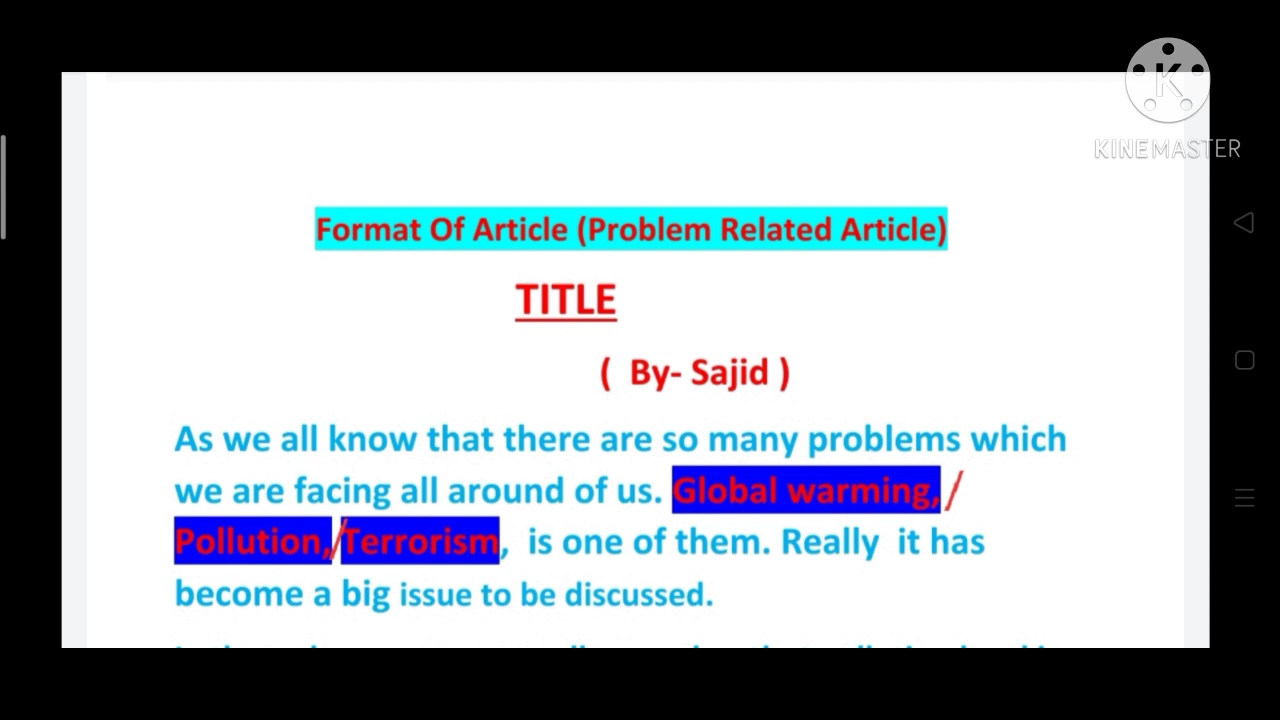 KINEMASTER
Format Of Article (Problem Related Article)
TITLE
( By- Sajid )
As we all know that there are so many problems which
we are facing all around of us. Global warming, /
Pollution,/Terrorism, is one of them. Really it has
become a big issue to be discussed.